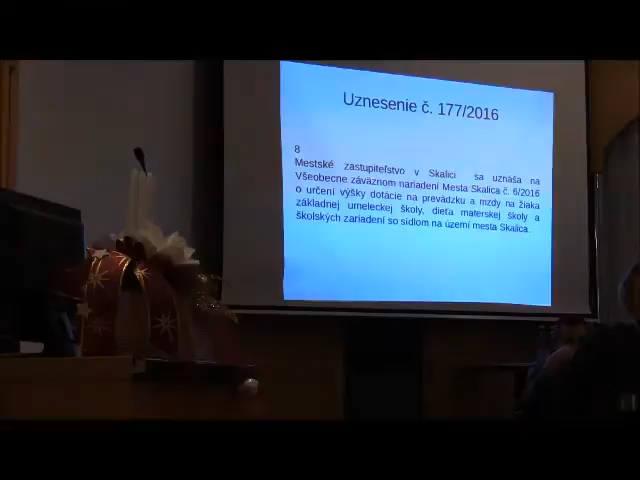 Uznesenie č. 177/2016
8
Mestské zastupiteľstvo v Skalici sa uznáša na
Všeobecne záväznom nariadení Mesta Skalica č. 6/2016
o určení výšky dotácie na prevádzku a mzdy na žiaka
základnej umeleckej školy, dieťa materskej školy a
školských zariadení so sídlom na území mesta Skalica.